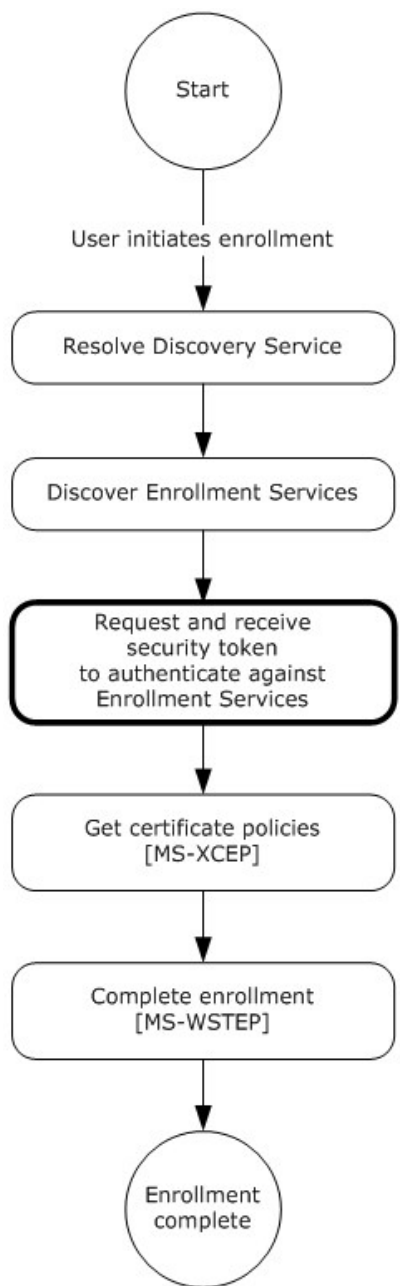 Start
User initiates enrollment
Resolve Discovery Service
Discover Enrollment Services
Request and receive
security token
to authenticate against
Enrollment Services
Get certificate policies
[MS-XCEP]
Complete enrollment
[MS-WSTEP]
Enrollment
complete